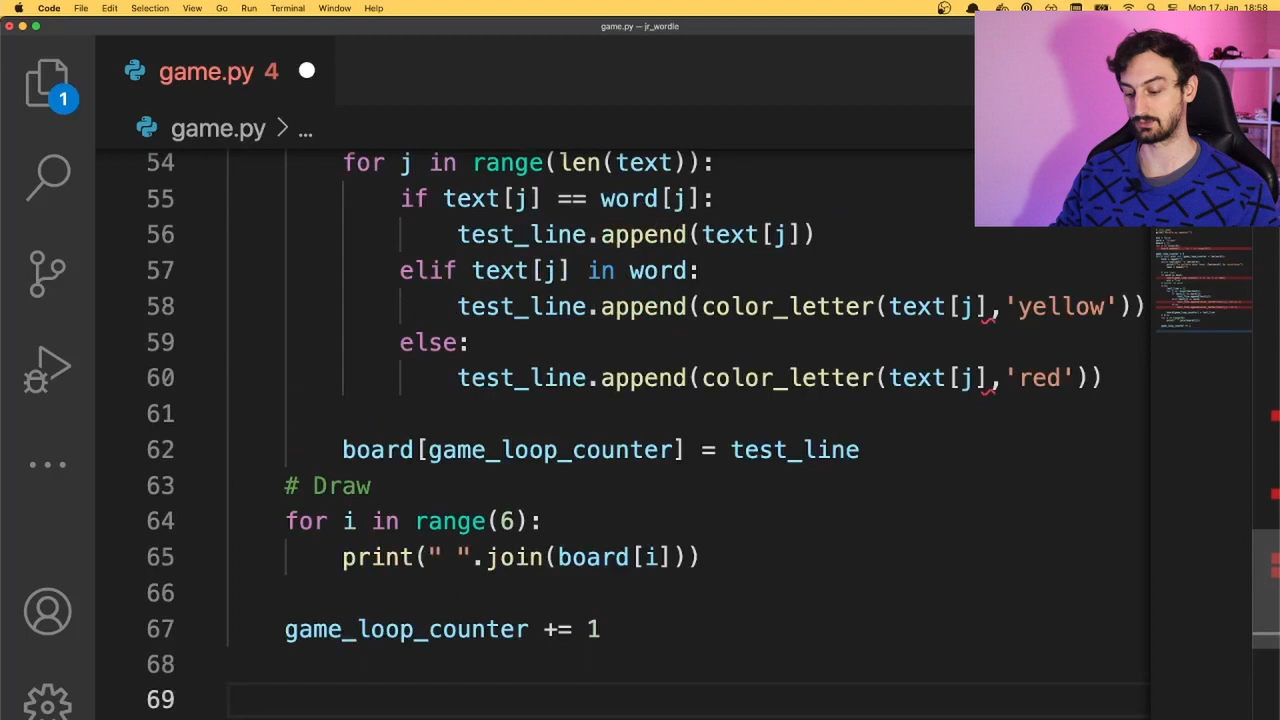 Code File Edit Selection View Go Run Terminal Window Help Mon 17. Jan 18:58
game.py — jr_wordle
game.py 4
1
game.py > ...
54 for j in range(len(text)):
55 if text[j] == word[j]:
56 test_line.append(text[j])
57 elif text[j] in word:
58 test_line.append(color_letter(text[j],'yellow'))
59 else:
60 test_line.append(color_letter(text[j],'red'))
61
62 board[game_loop_counter] = test_line
63 # Draw
64 for i in range(6):
65 print(" ".join(board[i]))
66
67 game_loop_counter += 1
68
69